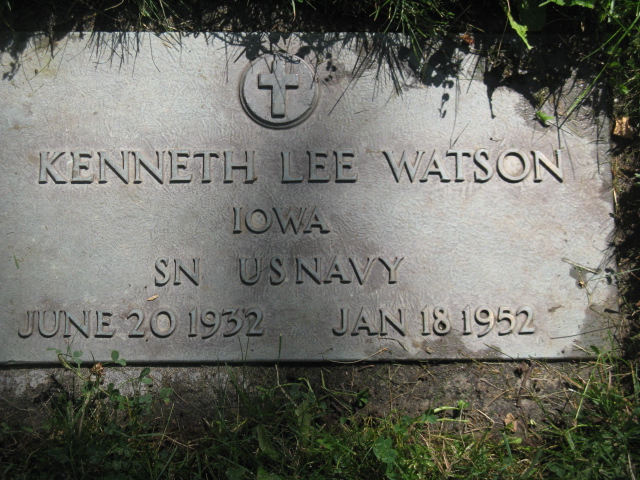 KENNETH LEE WATSON
IOWA
SN US NAVY
JUNE 20 1932 JAN 18 1952